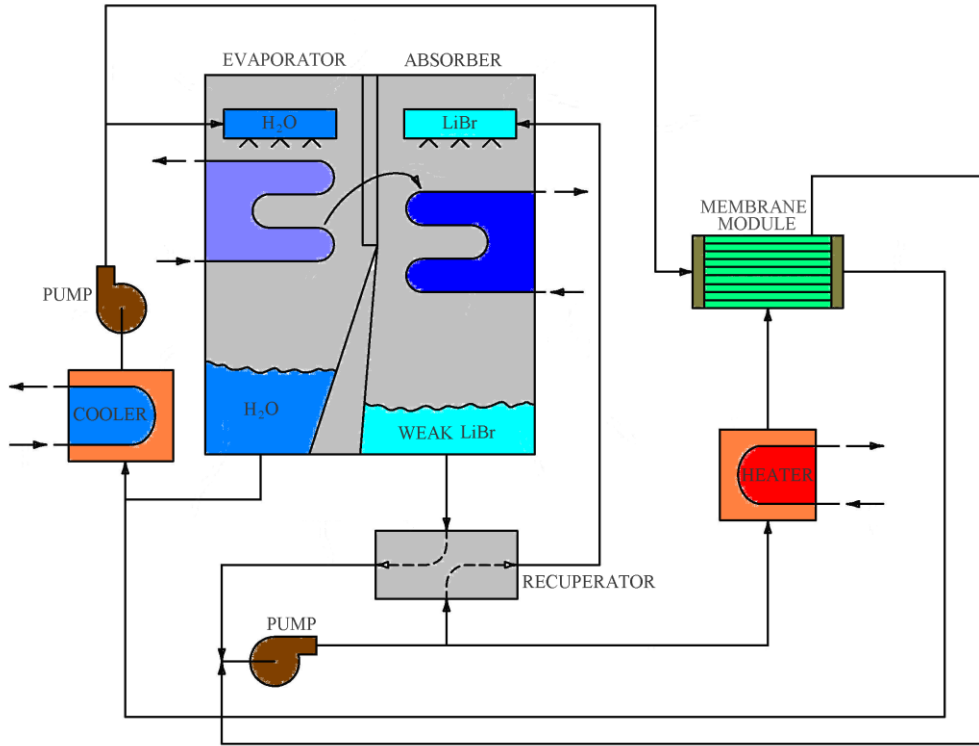 EVAPORATOR
ABSORBER
H₂O
LiBr
MEMBRANE
MODULE
PUMP
COOLER
H₂O
WEAK LiBr
HEATER
RECUPERATOR
PUMP